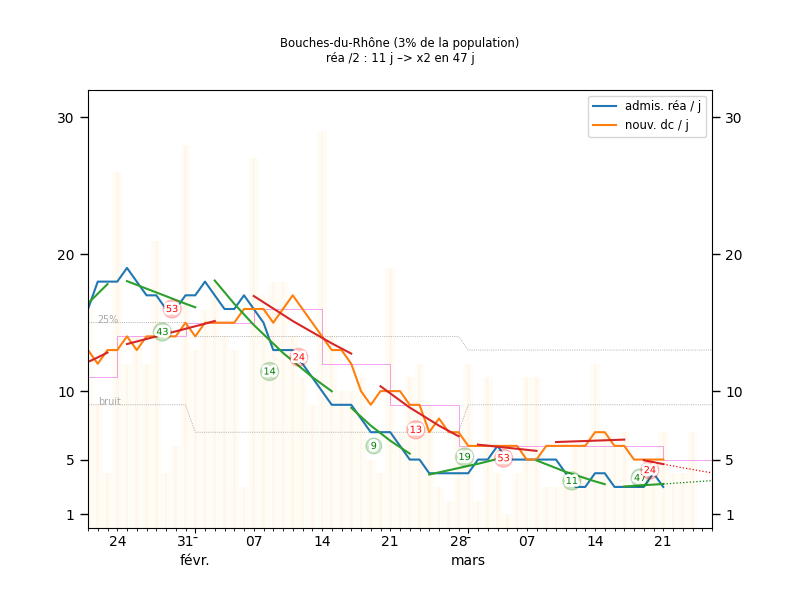 Bouches-du-Rhône (3% de la population)
réa /2 : 11 j –> x2 en 47 j
admis. réa / j
nouv. dc / j
30 30
20 20
25%
53
43
24
14
10 10
bruit
13
9
19
53
5 5
11
24
1 1
24 31 07 14 21 28 07 14 21
févr. mars